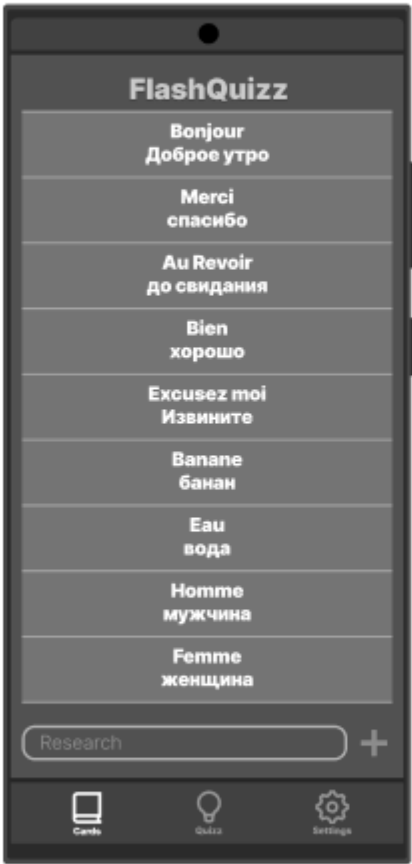 FlashQuizz
Bonjour
Доброе утро
Merci
спасибо
Au Revoir
до свидания
Bien
хорошо
Excusez moi
Извините
Banane
банан
Eau
вода
Homme
мужчина
Femme
женщина
Research
Cards
Quizz
Settings